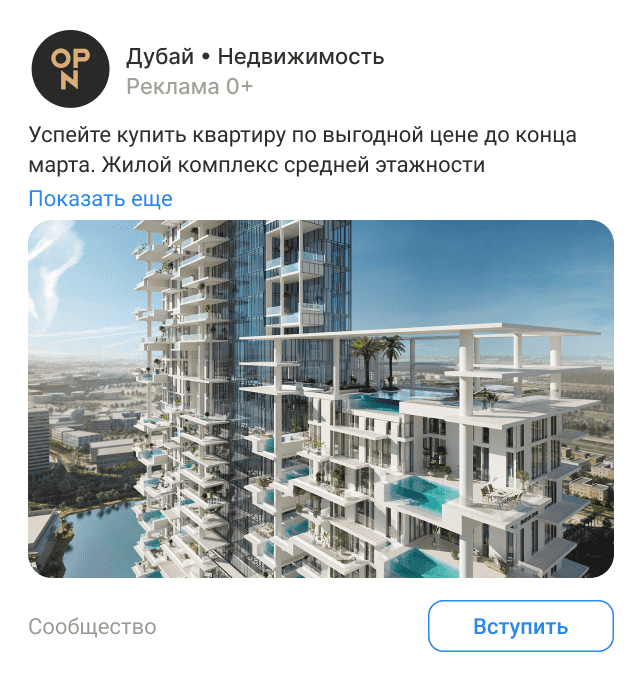 OP
N
Дубай • Недвижимость
Реклама 0+
Успейте купить квартиру по выгодной цене до конца
марта. Жилой комплекс средней этажности
Показать еще
Сообщество
Вступить